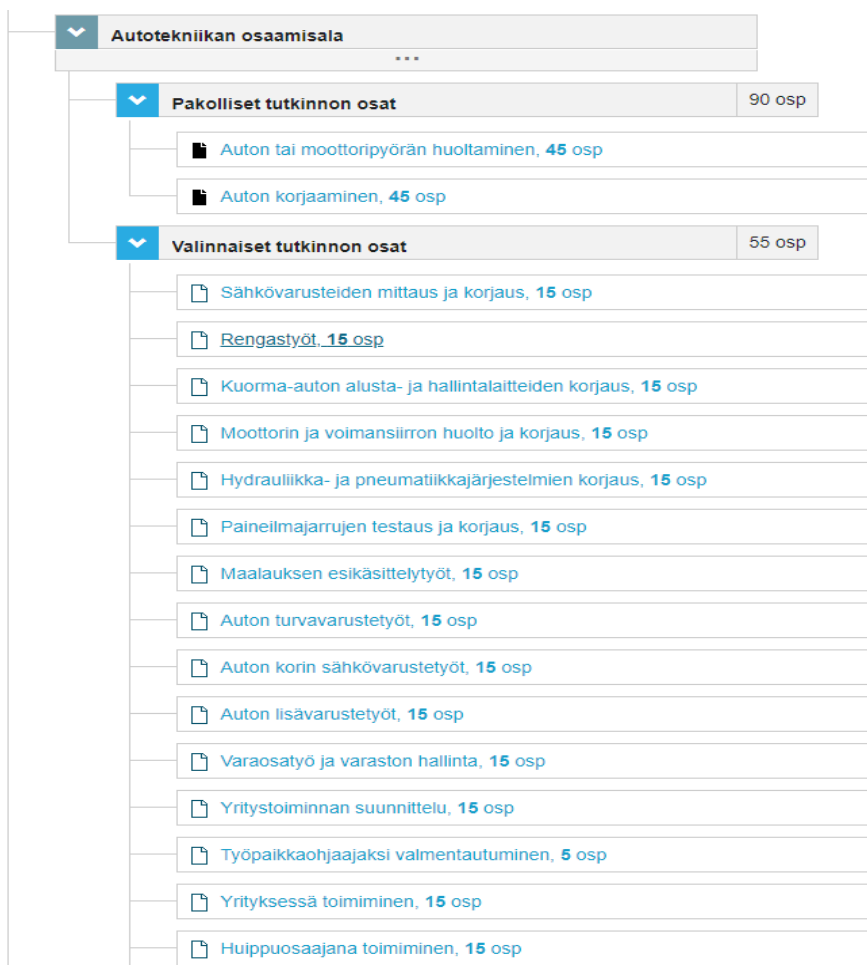 Autotekniikan osaamisala
...
Pakolliset tutkinnon osat 90 osp
Auton tai moottoripyörän huoltaminen, 45 osp
Auton korjaaminen, 45 osp
Valinnaiset tutkinnon osat 55 osp
Sähkövarusteiden mittaus ja korjaus, 15 osp
Rengastyöt, 15 osp
Kuorma-auton alusta- ja hallintalaitteiden korjaus, 15 osp
Moottorin ja voimansiirron huolto ja korjaus, 15 osp
Hydrauliikka- ja pneumatiikkajärjestelmien korjaus, 15 osp
Paineilmajarrujen testaus ja korjaus, 15 osp
Maalauksen esikäsittelytyöt, 15 osp
Auton turvavarustetyöt, 15 osp
Auton korin sähkövarustetyöt, 15 osp
Auton lisävarustetyöt, 15 osp
Varaosatyö ja varaston hallinta, 15 osp
Yritystoiminnan suunnittelu, 15 osp
Työpaikkaohjaajaksi valmentautuminen, 5 osp
Yrityksessä toimiminen, 15 osp
Huippuosaajana toimiminen, 15 osp